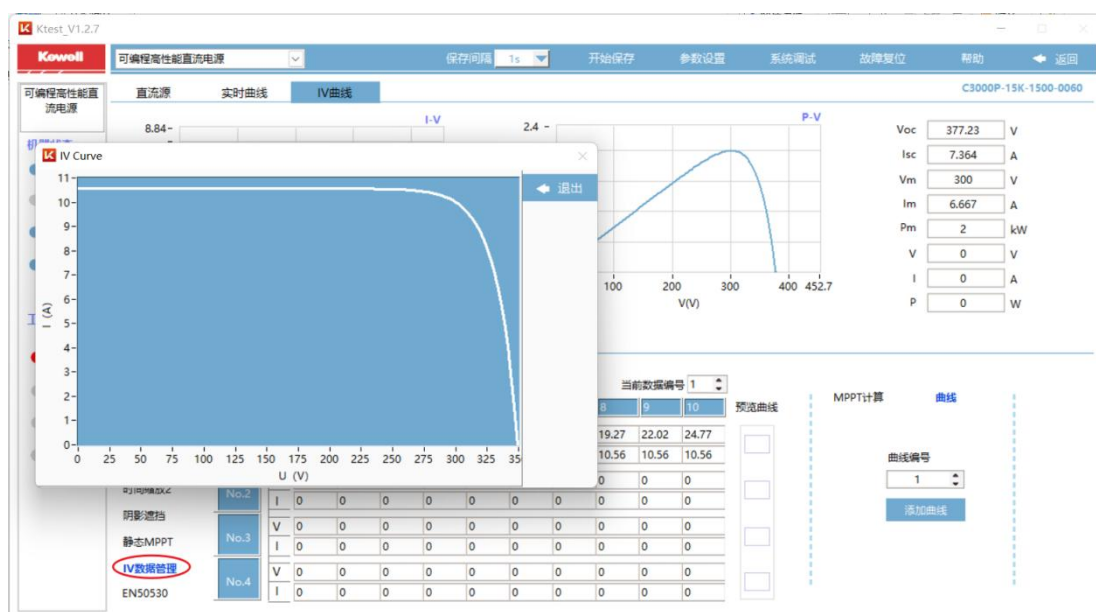 Ktest_V1.2.7
Kewell
可编程高性能直流电源
保存间隔 1s 开始保存 参数设置 系统调试 故障复位 帮助 返回
可编程高性能直流电源
直流源 实时曲线 IV曲线
C3000P-15K-1500-0060
I-V
8.84
P-V
2.4
100 200 300 400 452.7
V(V)
Voc 377.23 V
Isc 7.364 A
Vm 300 V
Im 6.667 A
Pm 2 kW
V 0 V
I 0 A
P 0 W
IV Curve
退出
11
10
9
8
7
6
5
4
3
2
1
0
I (A)
0 25 50 75 100 125 150 175 200 225 250 275 300 325
U (V)
当前数据编号 1
8 9 10 预览曲线
19.27 22.02 24.77
10.56 10.56 10.56
0 0 0
No.2 I 0 0 0 0 0 0 0 0 0 0
No.3 V 0 0 0 0 0 0 0 0 0 0
I 0 0 0 0 0 0 0 0 0 0
No.4 V 0 0 0 0 0 0 0 0 0 0
I 0 0 0 0 0 0 0 0 0 0
阴影遮挡
静态MPPT
IV数据管理
EN50530
MPPT计算 曲线
曲线编号
1
添加曲线